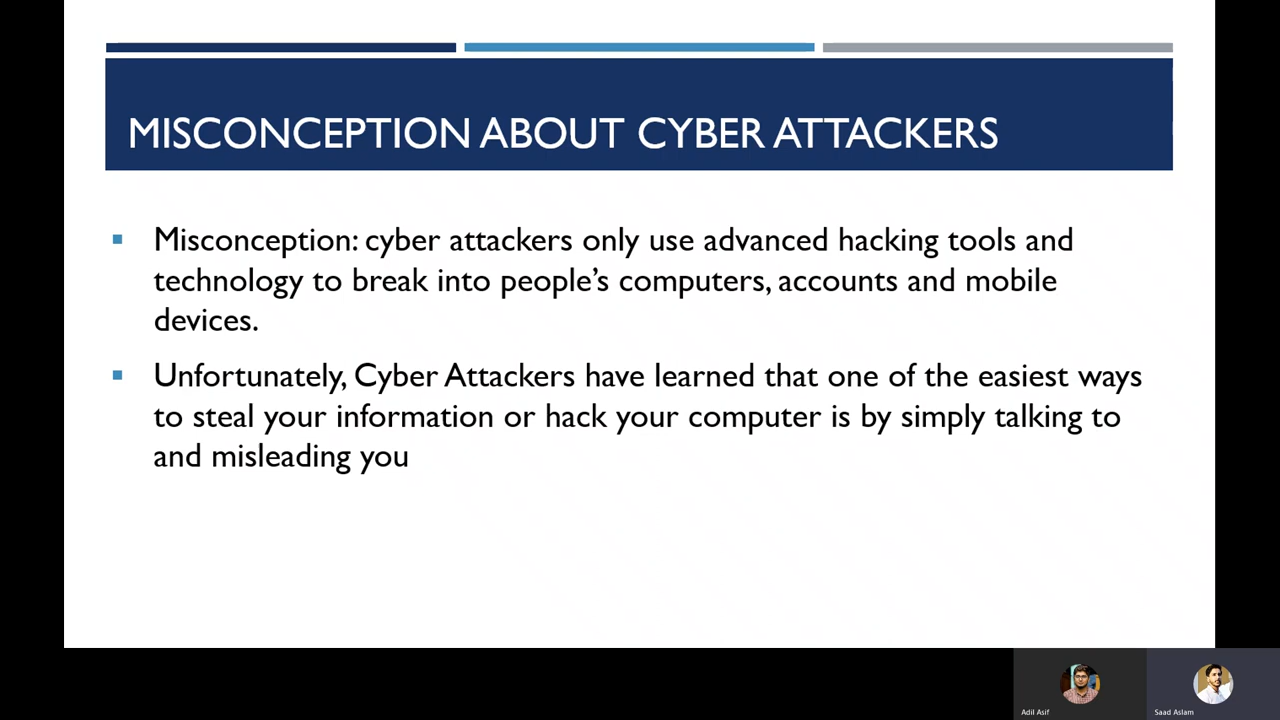 MISCONCEPTION ABOUT CYBER ATTACKERS
Misconception: cyber attackers only use advanced hacking tools and
technology to break into people’s computers, accounts and mobile
devices.
Unfortunately, Cyber Attackers have learned that one of the easiest ways
to steal your information or hack your computer is by simply talking to
and misleading you
Adil Asif
Saad Aslam